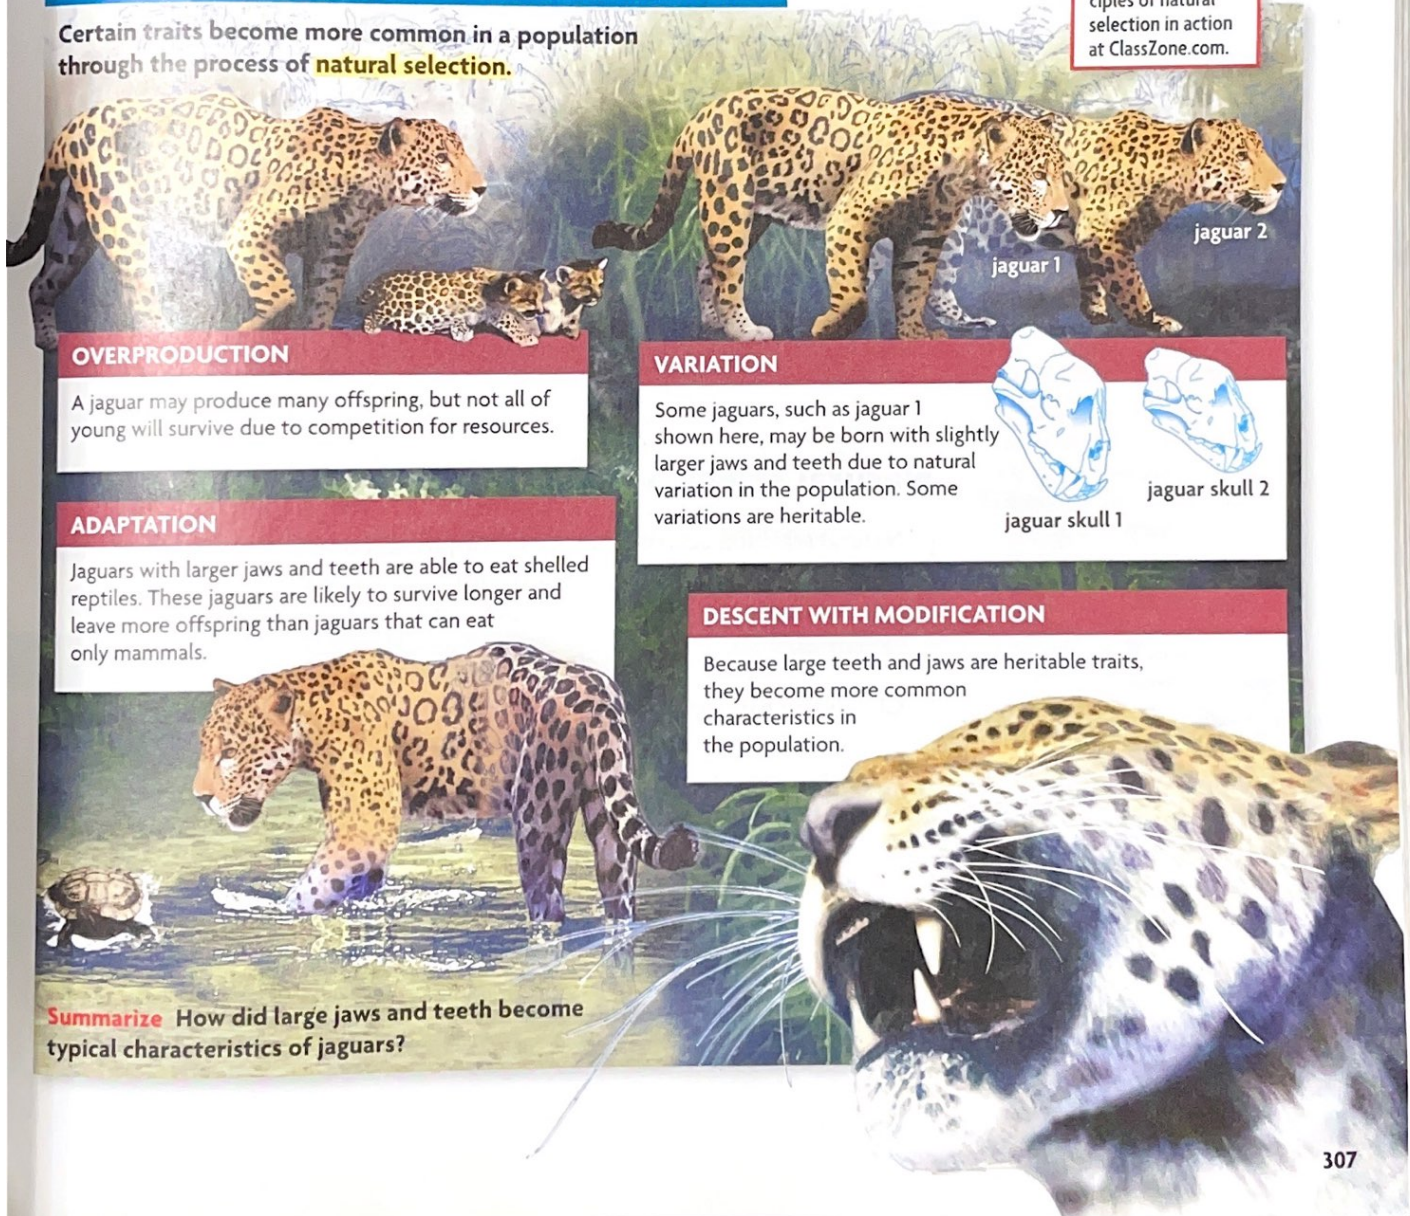 Certain traits become more common in a population
through the process of natural selection.
ciples of natural
selection in action
at ClassZone.com.
jaguar 1
jaguar 2
OVERPRODUCTION
A jaguar may produce many offspring, but not all of
young will survive due to competition for resources.
VARIATION
Some jaguars, such as jaguar 1
shown here, may be born with slightly
larger jaws and teeth due to natural
variation in the population. Some
variations are heritable.
jaguar skull 1
jaguar skull 2
ADAPTATION
Jaguars with larger jaws and teeth are able to eat shelled
reptiles. These jaguars are likely to survive longer and
leave more offspring than jaguars that can eat
only mammals.
DESCENT WITH MODIFICATION
Because large teeth and jaws are heritable traits,
they become more common
characteristics in
the population.
Summarize How did large jaws and teeth become
typical characteristics of jaguars?
307